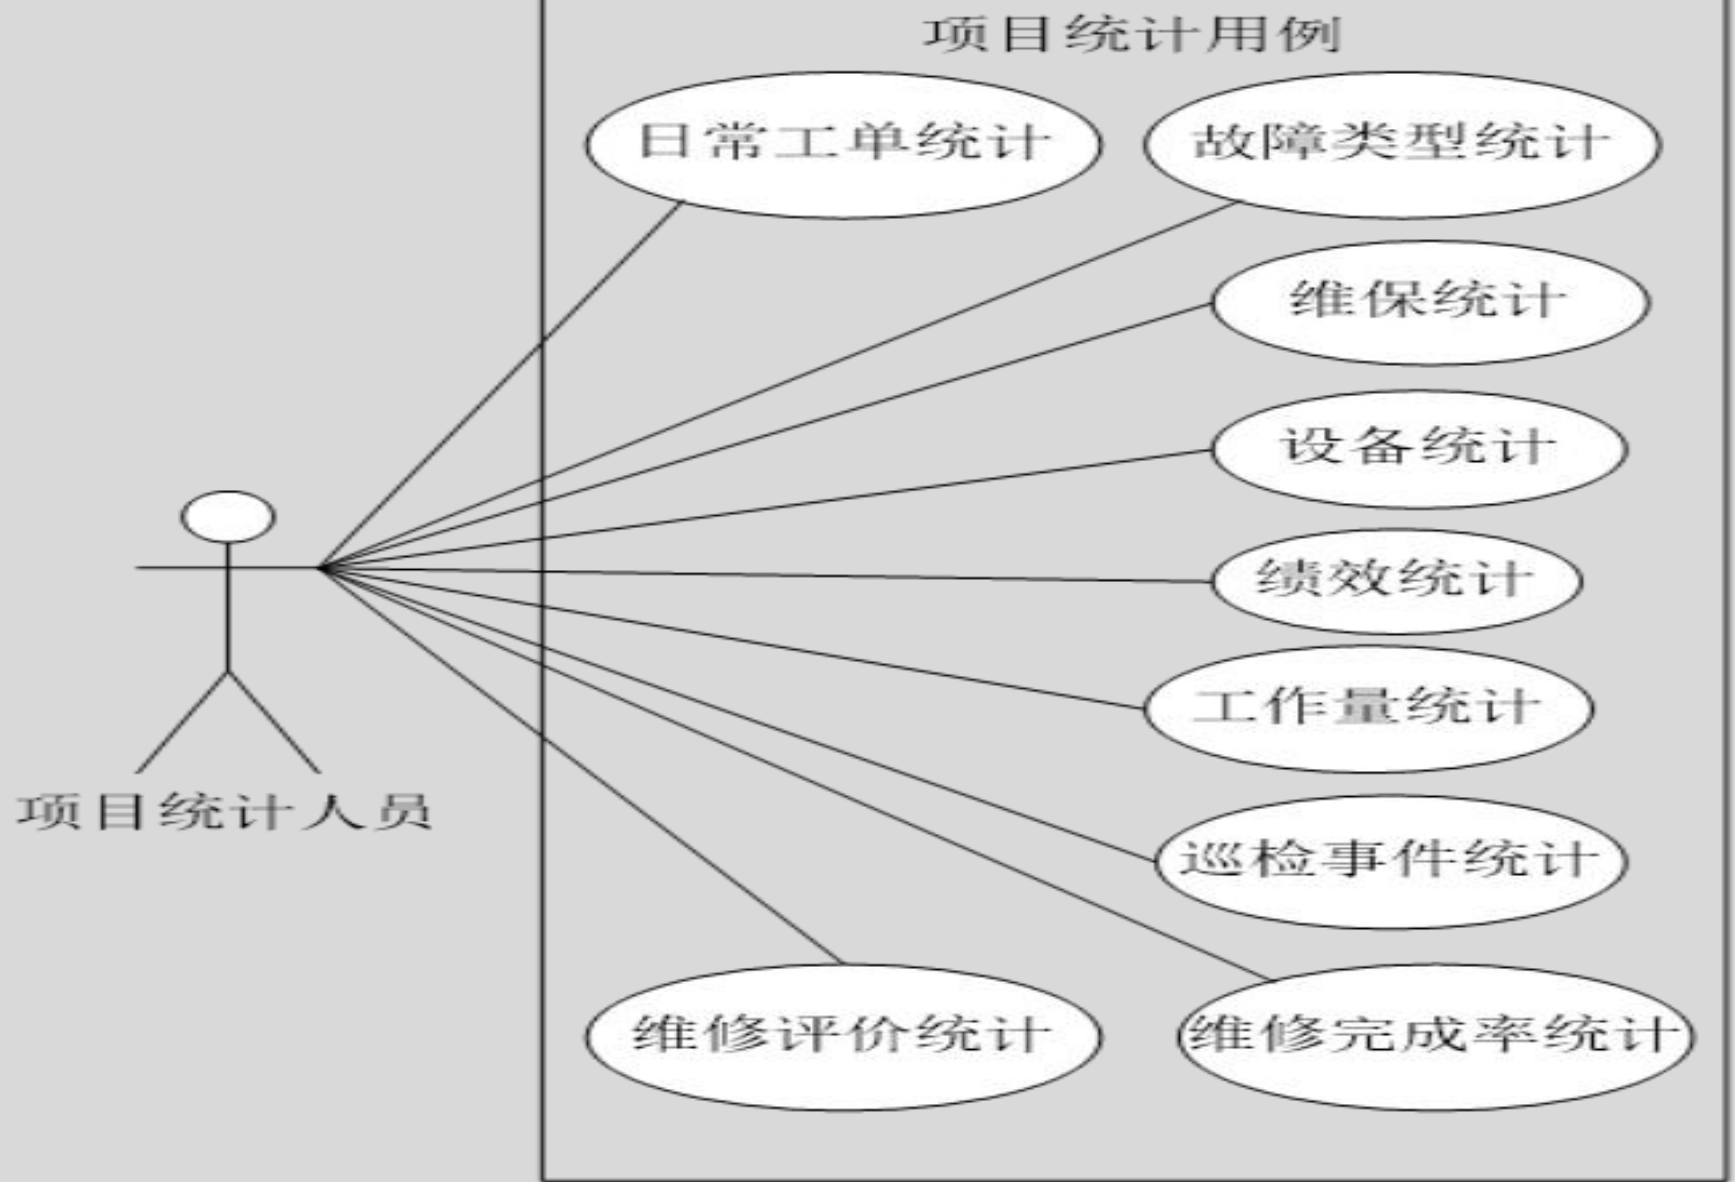 项目统计用例
日常工单统计
故障类型统计
维保统计
设备统计
绩效统计
工作量统计
项目统计人员
巡检事件统计
维修评价统计
维修完成率统计